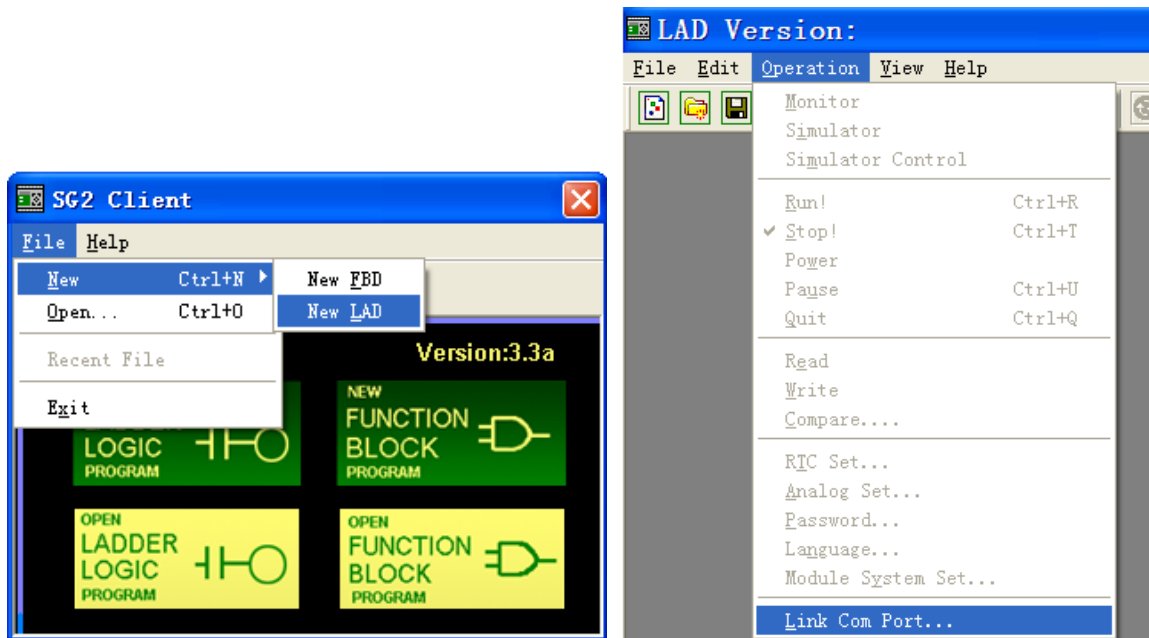 SG2 Client
File Help
New Ctrl+N
Open... Ctrl+O
Recent File
Exit
New FBD
New LAD
Version:3.3a
LOGIC
PROGRAM
NEW
FUNCTION
BLOCK
PROGRAM
OPEN
LADDER
LOGIC
PROGRAM
OPEN
FUNCTION
BLOCK
PROGRAM
LAD Version:
File Edit Operation View Help
Monitor
Simulator
Simulator Control
Run! Ctrl+R
Stop! Ctrl+T
Power
Pause Ctrl+U
Quit Ctrl+Q
Read
Write
Compare....
RTC Set...
Analog Set...
Password...
Language...
Module System Set...
Link Com Port...